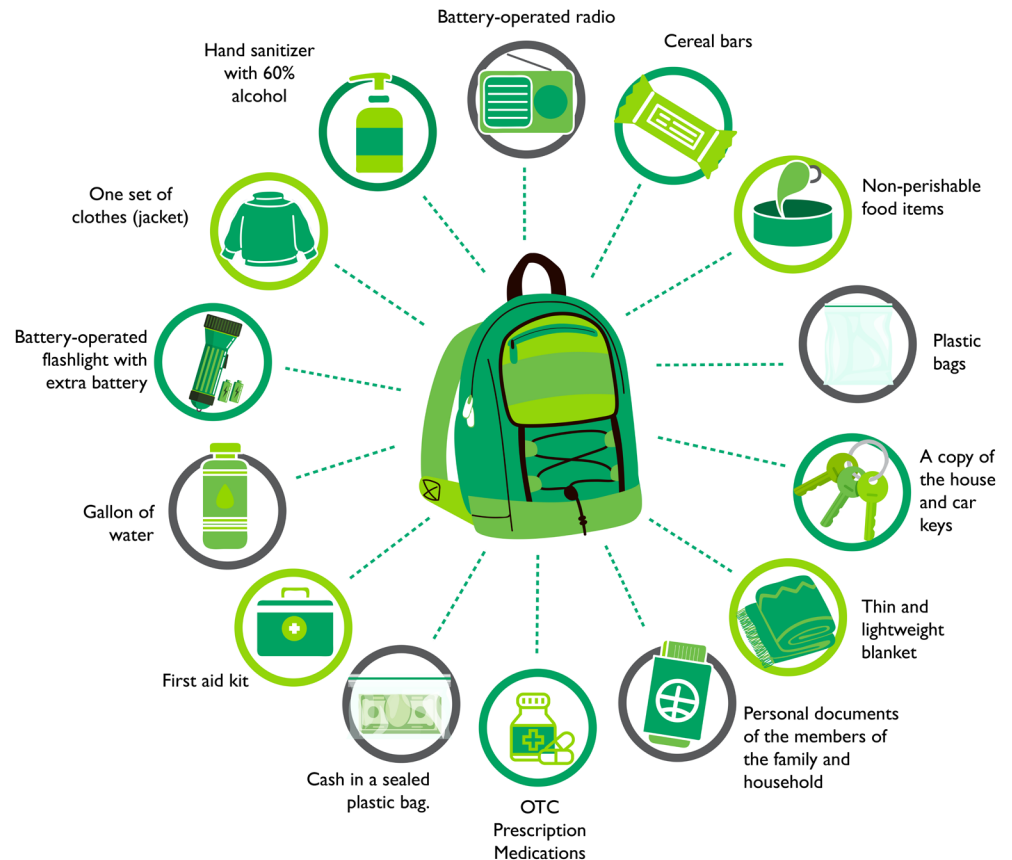 Battery-operated radio
Cereal bars
Non-perishable
food items
Plastic
bags
A copy of
the house
and car
keys
Thin and
lightweight
blanket
Personal documents
of the members of
the family and
household
OTC
Prescription
Medications
Cash in a sealed
plastic bag.
First aid kit
Gallon of
water
Battery-operated
flashlight with
extra battery
One set of
clothes (jacket)
Hand sanitizer
with 60%
alcohol